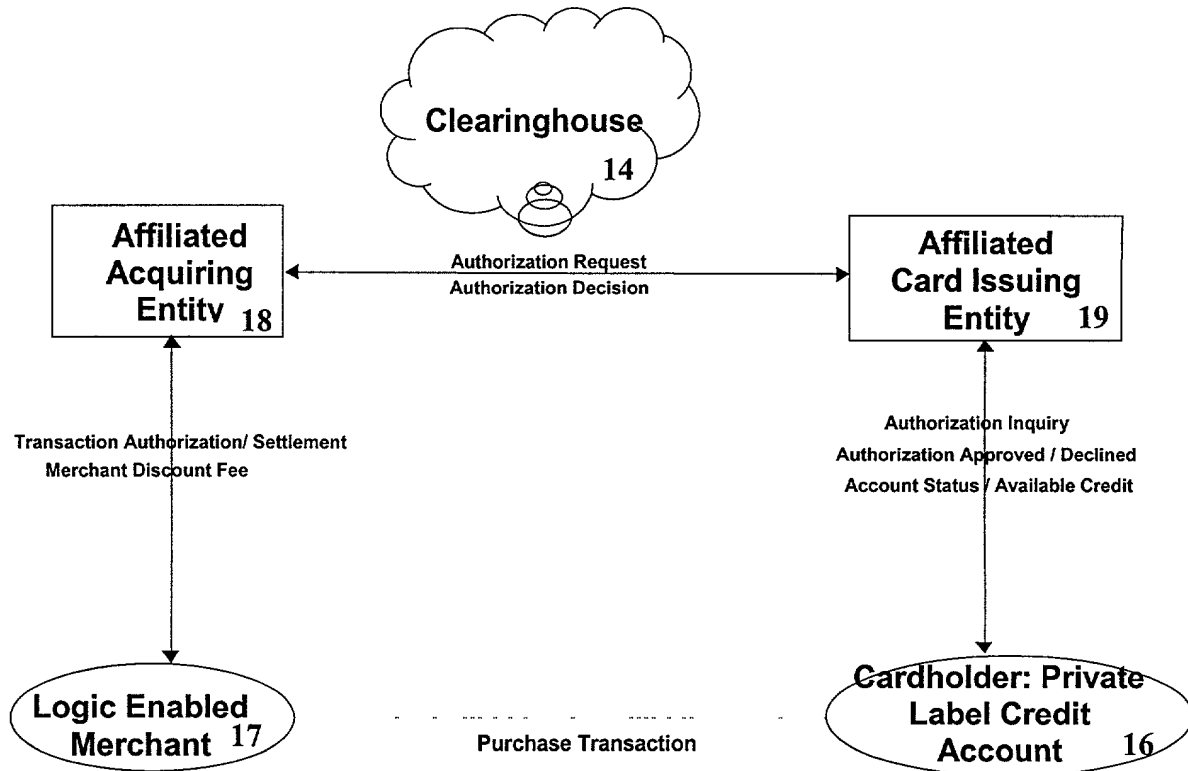 Clearinghouse
14
Affiliated
Acquiring
Entity
18
Authorization Request
Authorization Decision
Affiliated
Card Issuing
Entity 19
Transaction Authorization/ Settlement
Merchant Discount Fee
Authorization Inquiry
Authorization Approved / Declined
Account Status / Available Credit
Logic Enabled
Merchant 17
Purchase Transaction
Cardholder: Private
Label Credit
Account 16